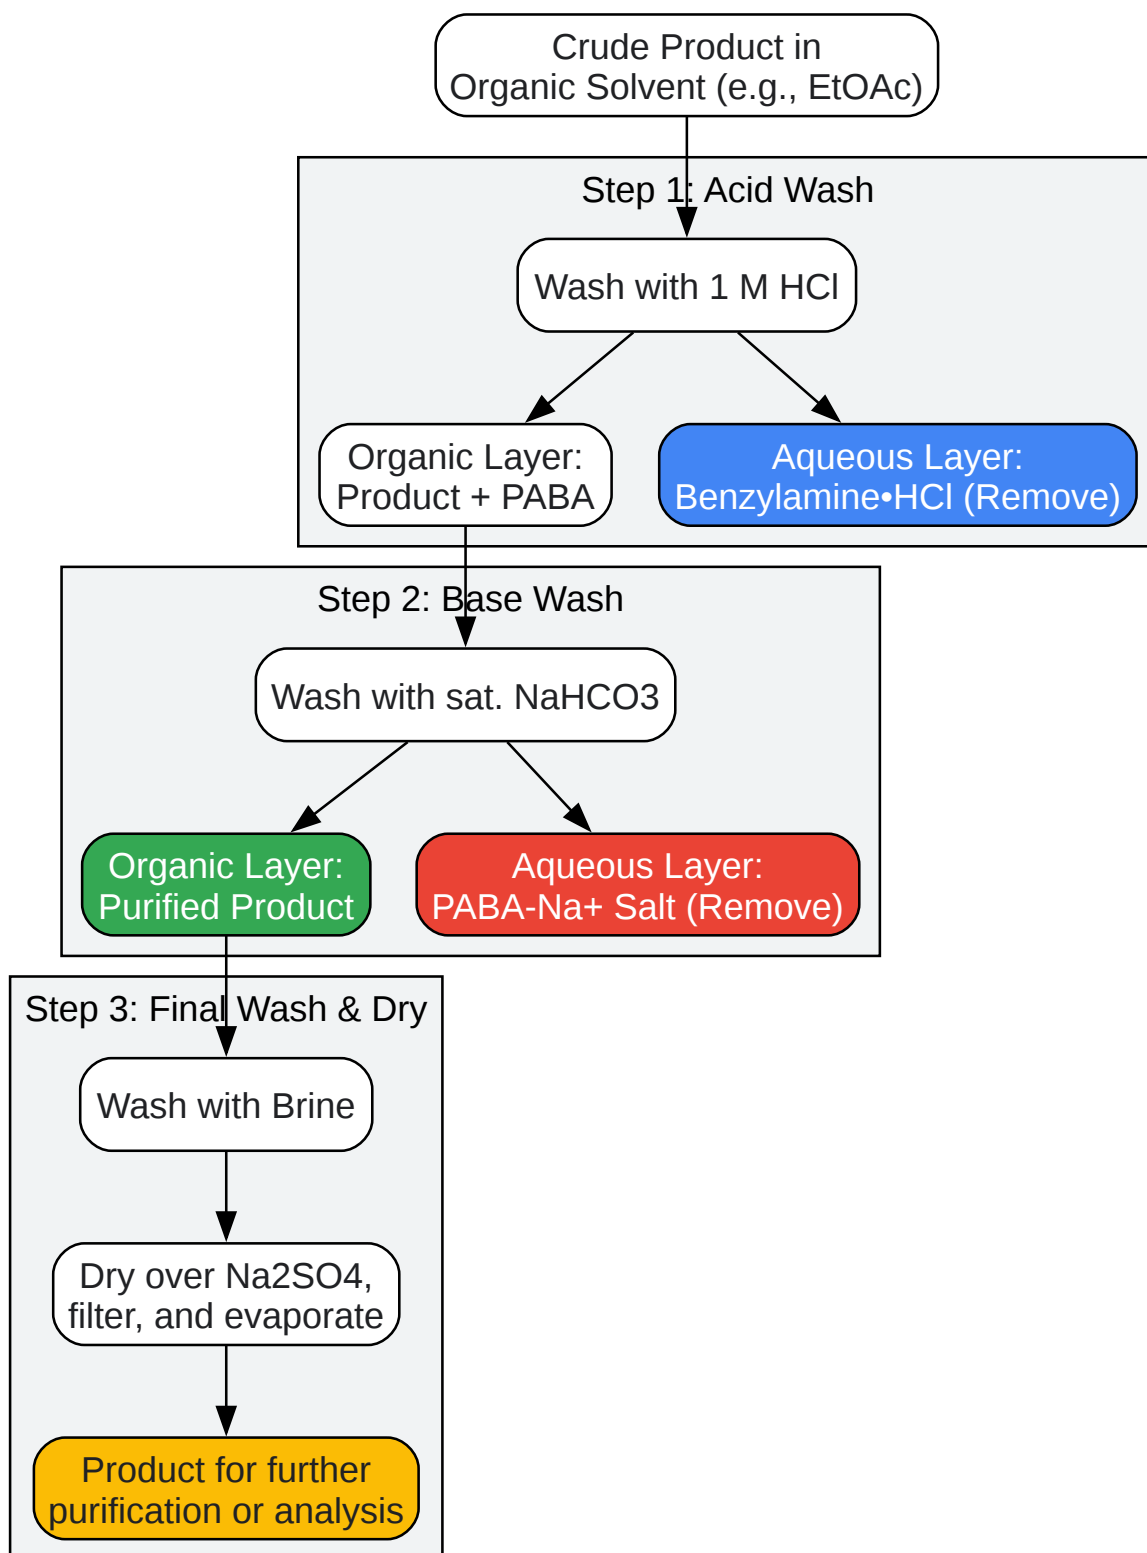 Crude Product in
Organic Solvent (e.g., EtOAc)
Step 1: Acid Wash
Wash with 1 M HCl
Organic Layer:
Product + PABA
Aqueous Layer:
Benzylamine•HCl (Remove)
Step 2: Base Wash
Wash with sat. NaHCO3
Organic Layer:
Purified Product
Aqueous Layer:
PABA-Na+ Salt (Remove)
Step 3: Final Wash & Dry
Wash with Brine
Dry over Na2SO4,
filter, and evaporate
Product for further
purification or analysis